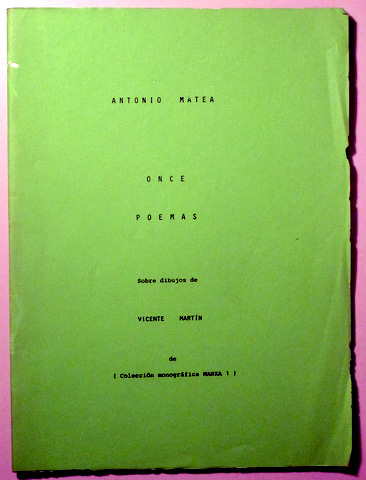 ANTONIO MATEA
ONCE
POEMAS
Sobre dibujos de
VICENTE MARTÍN
de
( Colección monográfica MANXA 1 )